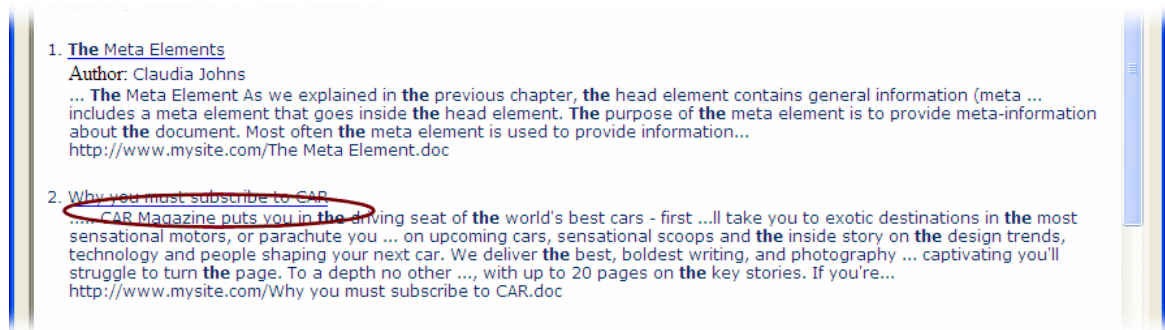 1. The Meta Elements
Author: Claudia Johns
... The Meta Element As we explained in the previous chapter, the head element contains general information (meta ...
includes a meta element that goes inside the head element. The purpose of the meta element is to provide meta-information
about the document. Most often the meta element is used to provide information...
http://www.mysite.com/The Meta Element.doc
2. Why you must subscribe to CAR
..... CAR Magazine puts you in the driving seat of the world's best cars - first ...ll take you to exotic destinations in the most
sensational motors, or parachute you ... on upcoming cars, sensational scoops and the inside story on the design trends,
technology and people shaping your next car. We deliver the best, boldest writing, and photography ... captivating you'll
struggle to turn the page. To a depth no other ..., with up to 20 pages on the key stories. If you're...
http://www.mysite.com/Why you must subscribe to CAR.doc